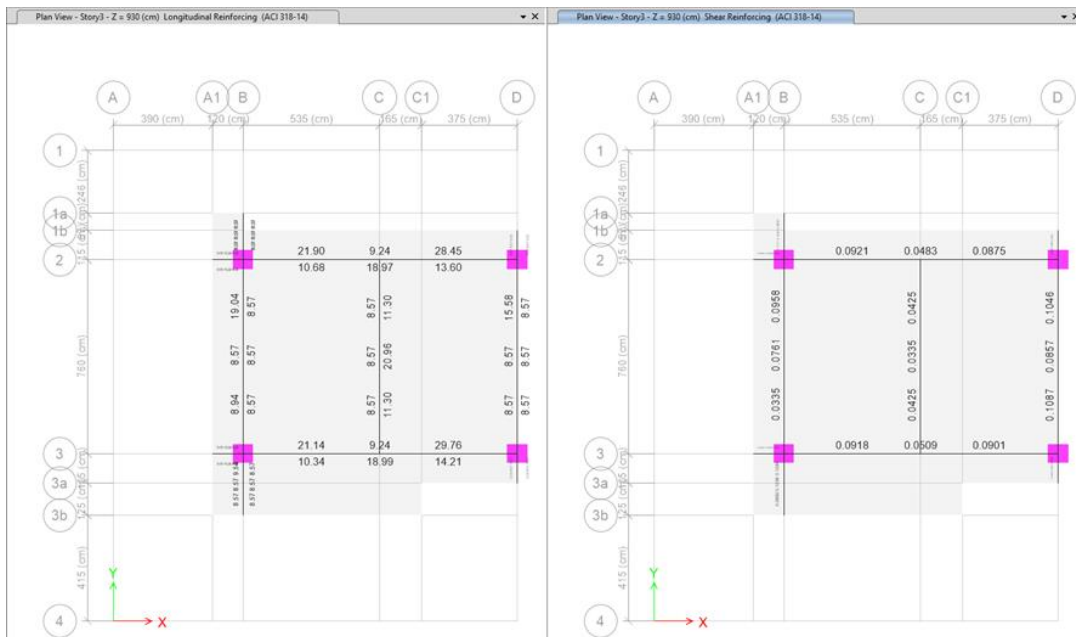 Plan View - Story3 - Z = 930 (cm) Longitudinal Reinforcing (ACI 318-14)
A A1 B C C1 D
390 (cm) 120 (cm) 535 (cm) 165 (cm) 375 (cm)
1
246 (cm)
1a
1b
2
21.90 9.24 28.45
10.68 18.97 13.60
19.04 8.57 8.57 11.30 15.58 8.57
760 (cm)
8.57 8.57 8.57 20.96 8.57 8.57
8.94 8.57 8.57 11.30 8.57 8.57
3
21.14 9.24 29.76
10.34 18.99 14.21
3a
125 (cm)
3b
415 (cm)
Y
X
4
Plan View - Story3 - Z = 930 (cm) Shear Reinforcing (ACI 318-14)
A A1 B C C1 D
390 (cm) 120 (cm) 535 (cm) 165 (cm) 375 (cm)
1
246 (cm)
1a
1b
2
0.0921 0.0483 0.0875
0.0958 0.0425 0.1046
760 (cm)
0.0761 0.0335 0.0857
0.0335 0.0425 0.1087
3
0.0918 0.0509 0.0901
3a
125 (cm)
3b
415 (cm)
Y
X
4